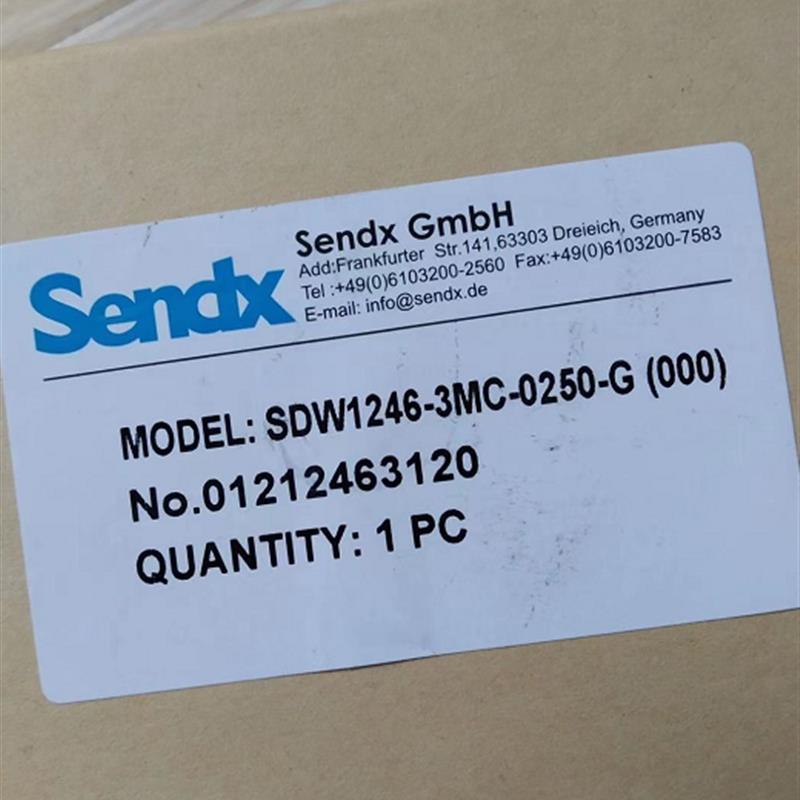 Sendx
Sendx GmbH
Add:Frankfurter Str.141,63303 Dreieich, Germany
Tel :+49(0)6103200-2560 Fax:+49(0)6103200-7583
E-mail: info@sendx.de
MODEL: SDW1246-3MC-0250-G (000)
No.01212463120
QUANTITY: 1 PC